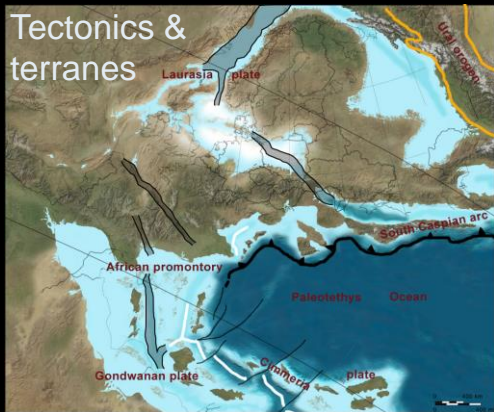 Tectonics &
terranes
Laurasia plate
Ural orogen
South Caspian arc
African promontory
Paleotethys Ocean
Gondwanan plate
Cimmeria plate